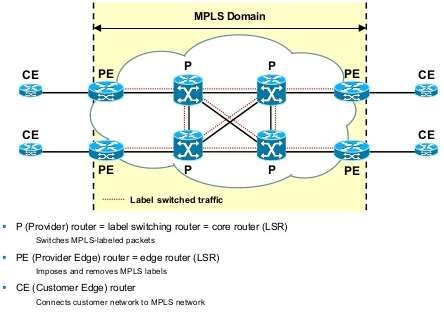 MPLS Domain
P P
CE PE PE CE
CE CE
PE P P PE
Label switched traffic
P (Provider) router = label switching router = core router (LSR)
Switches MPLS-labeled packets
PE (Provider Edge) router = edge router (LSR)
Imposes and removes MPLS labels
CE (Customer Edge) router
Connects customer network to MPLS network